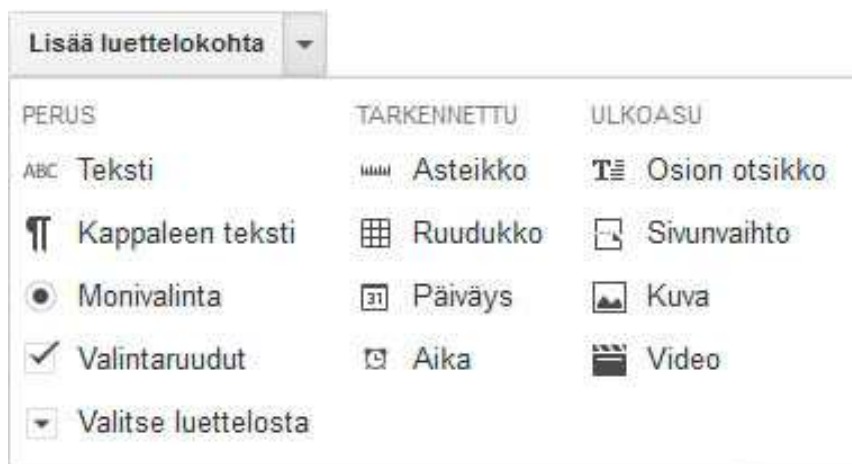 Lisää luettelokohta
PERUS TARKENNETTU ULKOASU
ABC Teksti Asteikko T Osion otsikko
¶ Kappaleen teksti Ruudukko Sivunvaihto
Monivalinta 31 Päiväys Kuva
Valintaruudut Aika Video
Valitse luettelosta